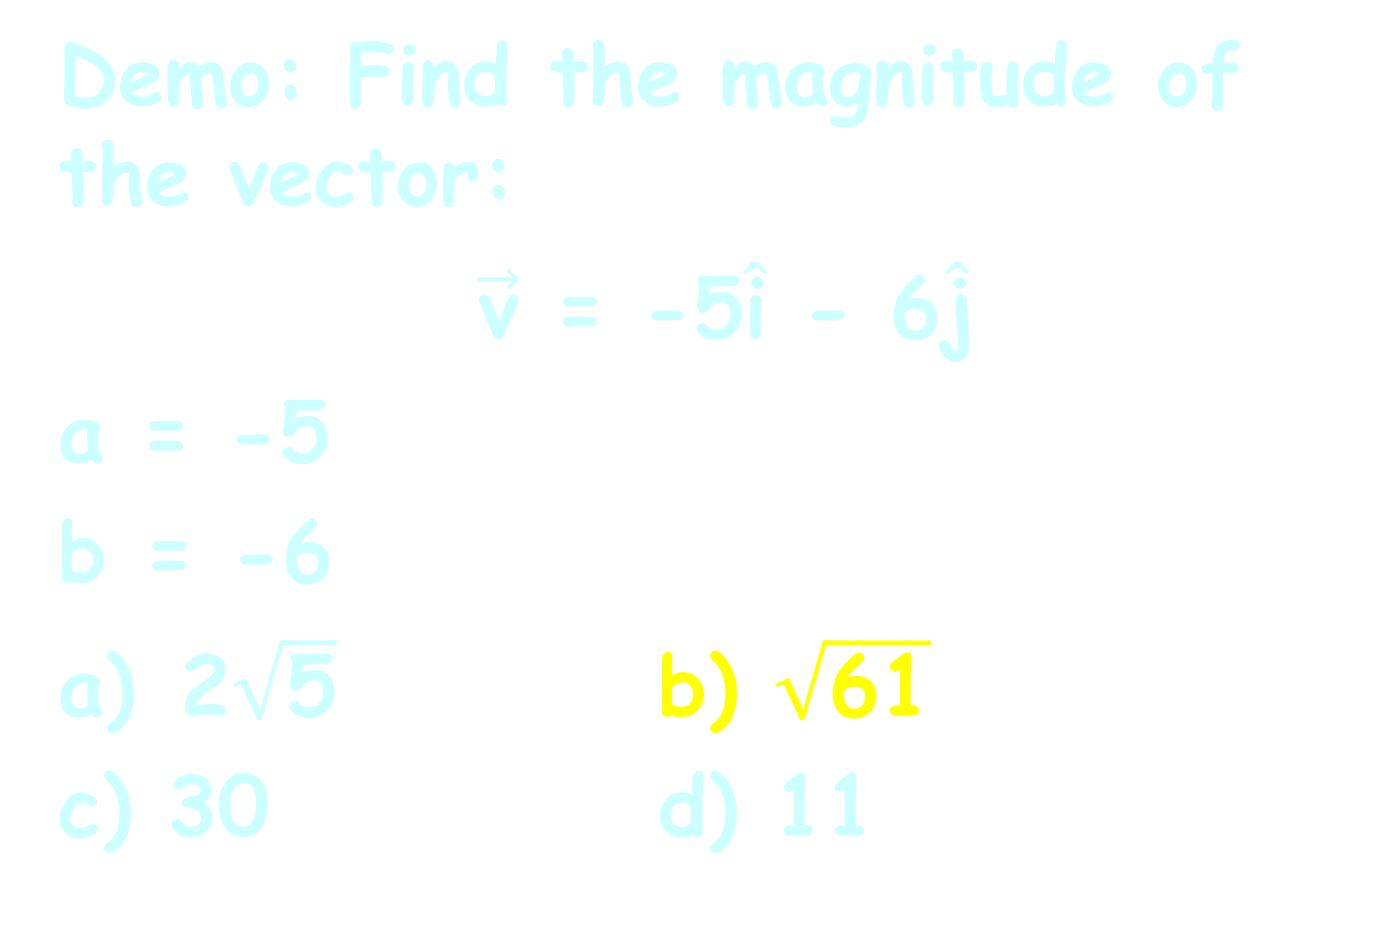 Demo: Find the magnitude of
the vector:
v⃗ = -5î - 6ĵ
a = -5
b = -6
a) 2√5 b) √61
c) 30 d) 11